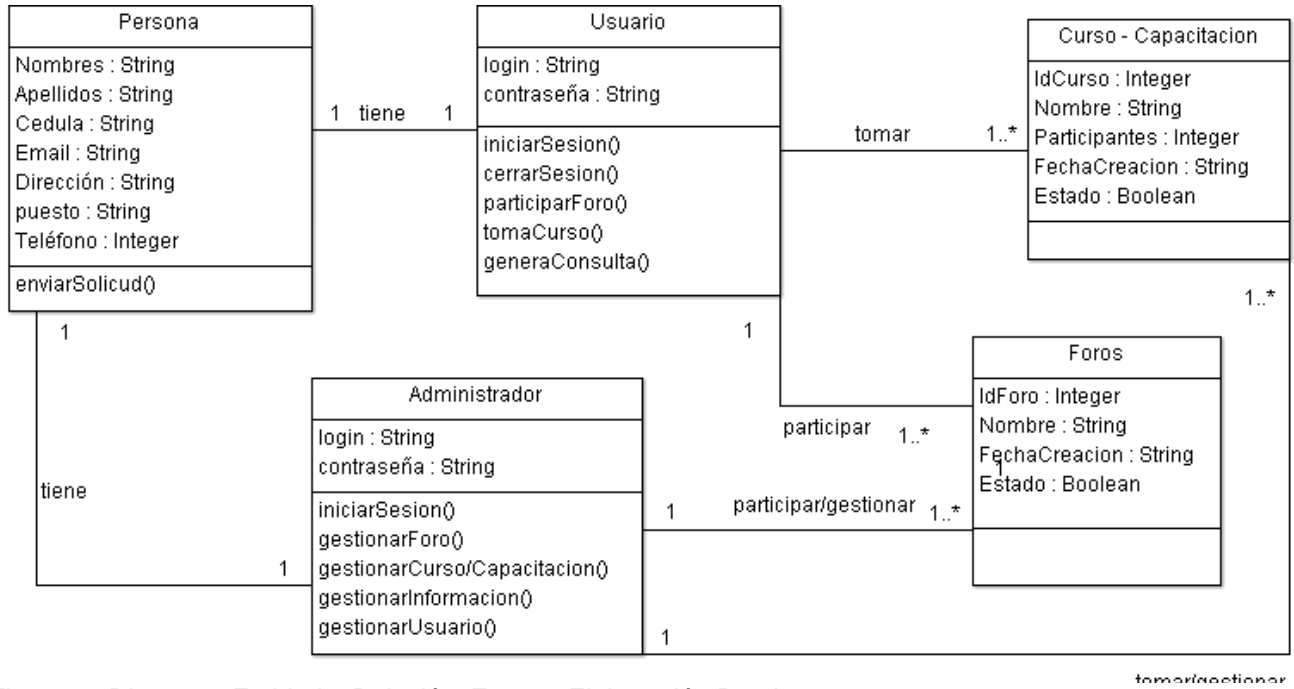 Persona
Nombres : String
Apellidos : String
Cedula : String
Email : String
Dirección : String
puesto : String
Teléfono : Integer
enviarSolicud()
1 tiene 1
Usuario
login : String
contraseña : String
iniciarSesion()
cerrarSesion()
participarForo()
tomaCurso()
generaConsulta()
tomar 1..*
Curso - Capacitacion
IdCurso : Integer
Nombre : String
Participantes : Integer
FechaCreacion : String
Estado : Boolean
1..*
1
1
participar 1..*
Foros
IdForo : Integer
Nombre : String
FechaCreacion : String
1
Estado : Boolean
tiene
1
Administrador
login : String
contraseña : String
iniciarSesion()
gestionarForo()
gestionarCurso/Capacitacion()
gestionarInformacion()
gestionarUsuario()
1 participar/gestionar 1..*
1
tomar/gestionar